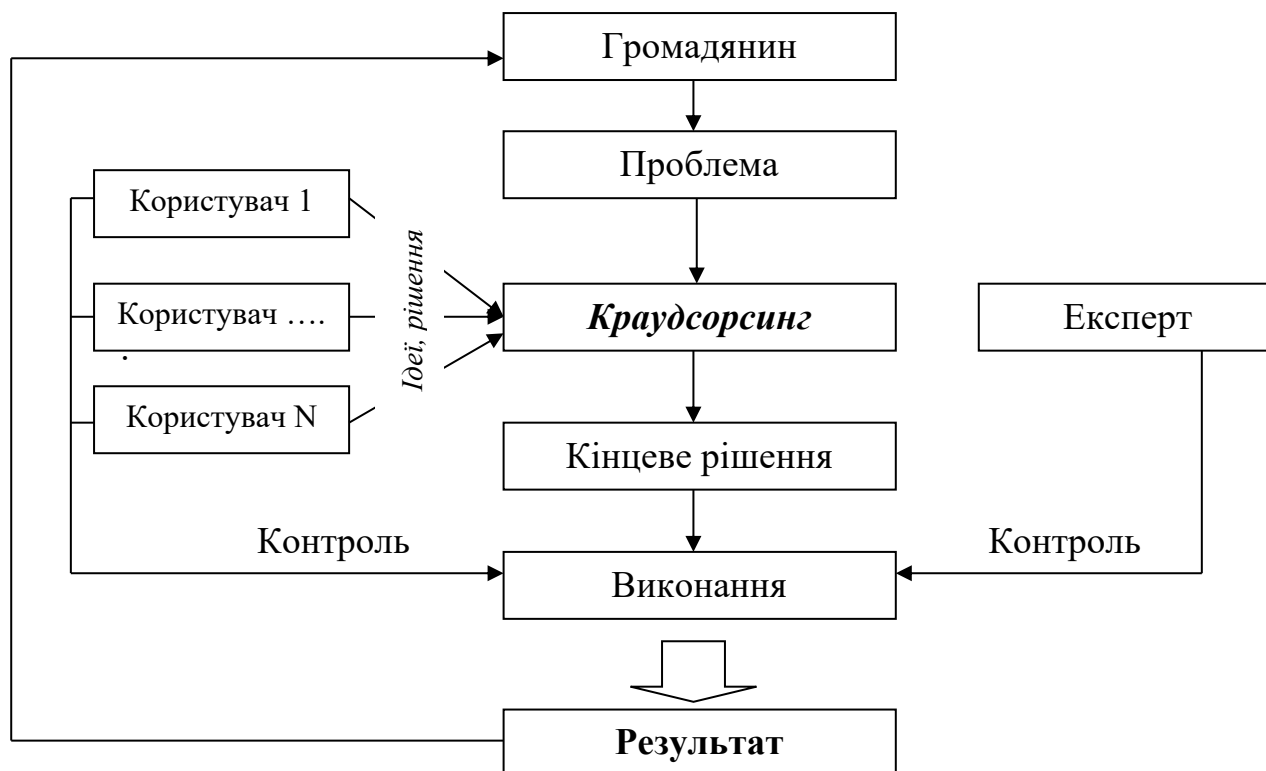 Громадянин
Проблема
Користувач 1
Користувач ….
.
Користувач N
Ідеї, рішення
Краудсорсинг
Експерт
Кінцеве рішення
Контроль
Контроль
Виконання
Результат